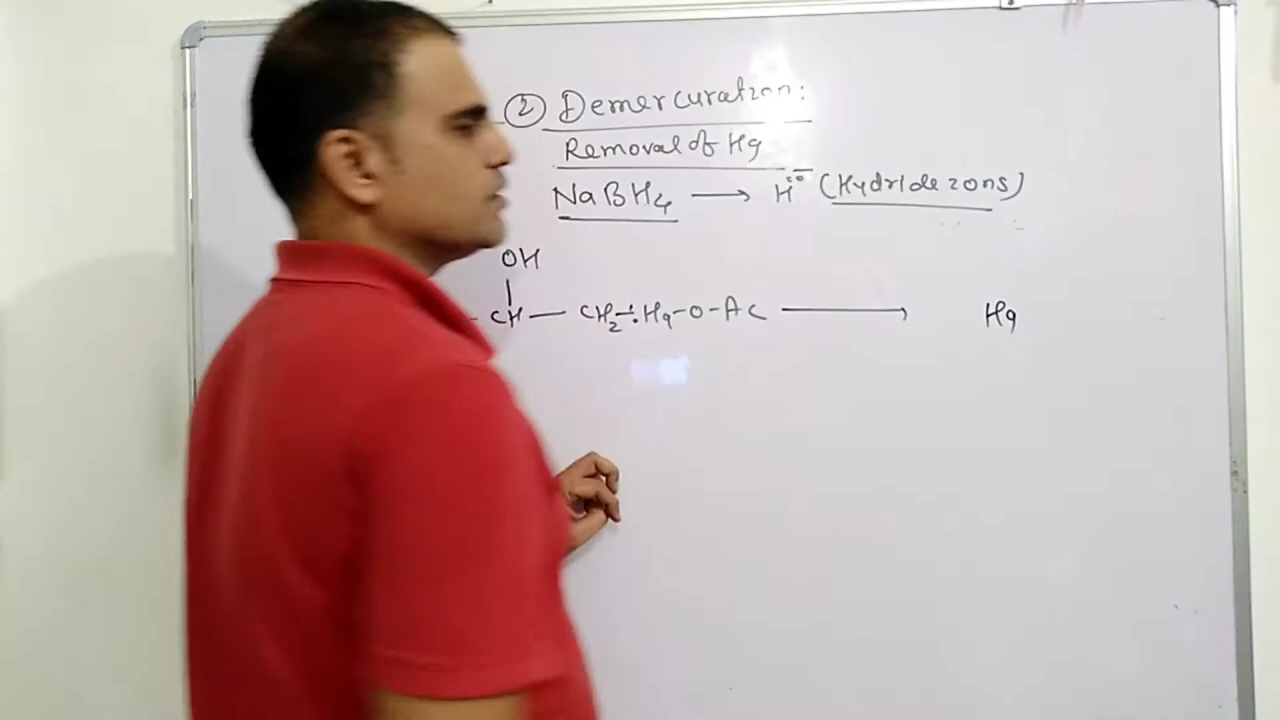 ② Demercuration:
Removal of Hg
NaBH₄ ⟶ H:⁻ (Hydride ions)
OH
|
- CH — CH₂ -:Hg-O-Ac ⟶ Hg